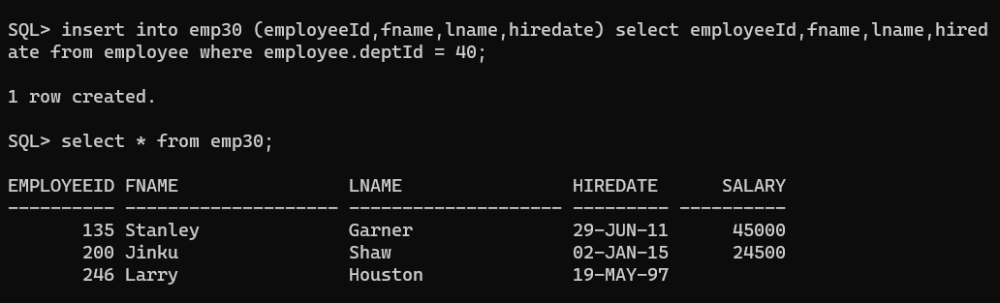 SQL> insert into emp30 (employeeId,fname,lname,hiredate) select employeeId,fname,lname,hired
ate from employee where employee.deptId = 40;

1 row created.

SQL> select * from emp30;

EMPLOYEEID FNAME                LNAME                HIREDATE      SALARY
---------- -------------------- -------------------- --------- ----------
       135 Stanley              Garner               29-JUN-11      45000
       200 Jinku                Shaw                 02-JAN-15      24500
       246 Larry                Houston              19-MAY-97